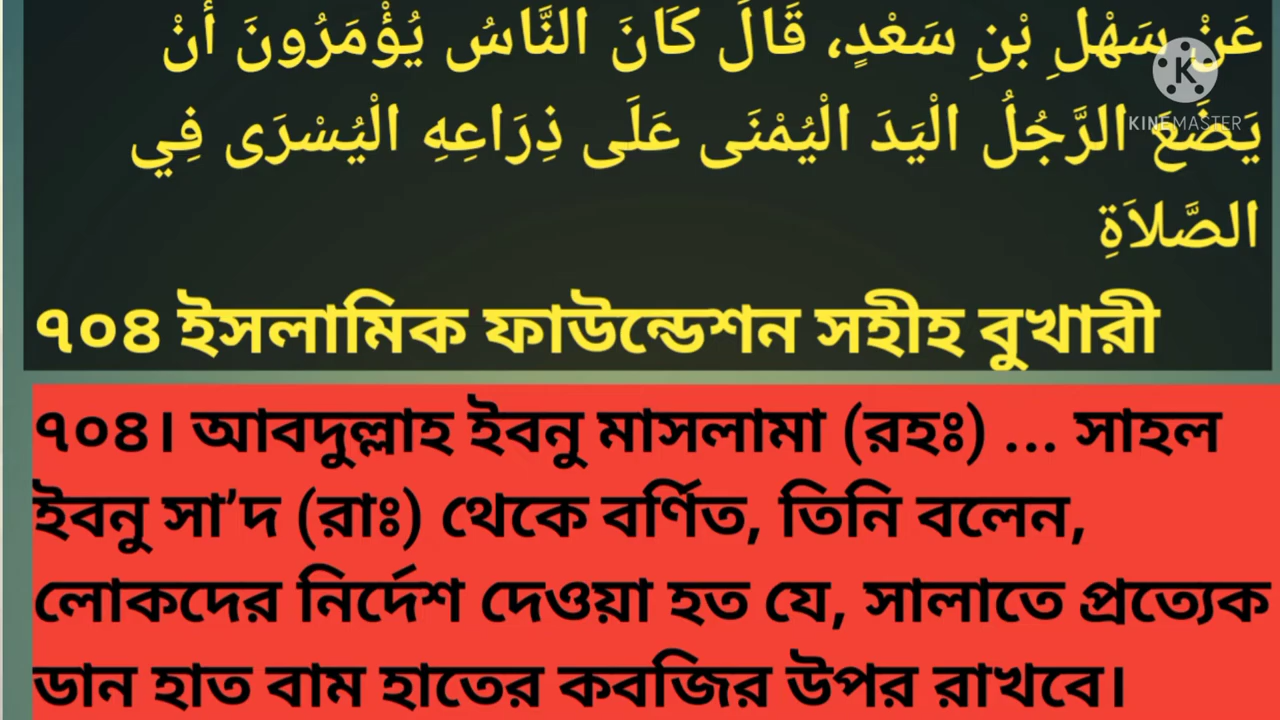 عَنْ سَهْلِ بْنِ سَعْدٍ، قَالَ كَانَ النَّاسُ يُؤْمَرُونَ أَنْ
يَضَعَ الرَّجُلُ الْيَدَ الْيُمْنَى عَلَى ذِرَاعِهِ الْيُسْرَى فِي
الصَّلاَةِ
K
KINEMASTER
৭০৪ ইসলামিক ফাউন্ডেশন সহীহ বুখারী
৭০৪। আবদুল্লাহ ইবনু মাসলামা (রহঃ) ... সাহল
ইবনু সা’দ (রাঃ) থেকে বর্ণিত, তিনি বলেন,
লোকদের নির্দেশ দেওয়া হত যে, সালাতে প্রত্যেক
ডান হাত বাম হাতের কবজির উপর রাখবে।